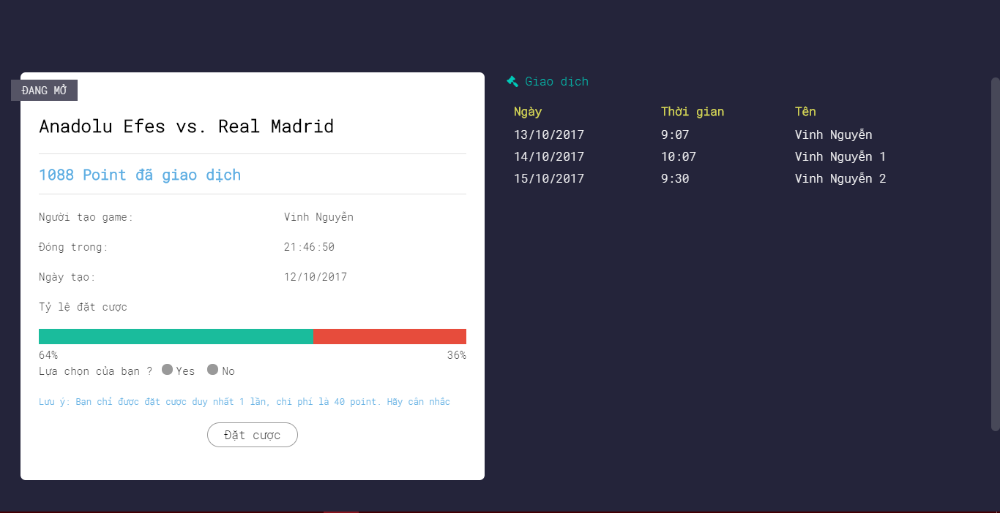 ĐANG MỞ
Anadolu Efes vs. Real Madrid
1088 Point đã giao dịch
Người tạo game: Vinh Nguyễn
Đóng trong: 21:46:50
Ngày tạo: 12/10/2017
Tỷ lệ đặt cược
64% 36%
Lựa chọn của bạn ? Yes No
Lưu ý: Bạn chỉ được đặt cược duy nhất 1 lần, chi phí là 40 point. Hãy cân nhắc
Đặt cược
Giao dịch
Ngày Thời gian Tên
13/10/2017 9:07 Vinh Nguyễn
14/10/2017 10:07 Vinh Nguyễn 1
15/10/2017 9:30 Vinh Nguyễn 2